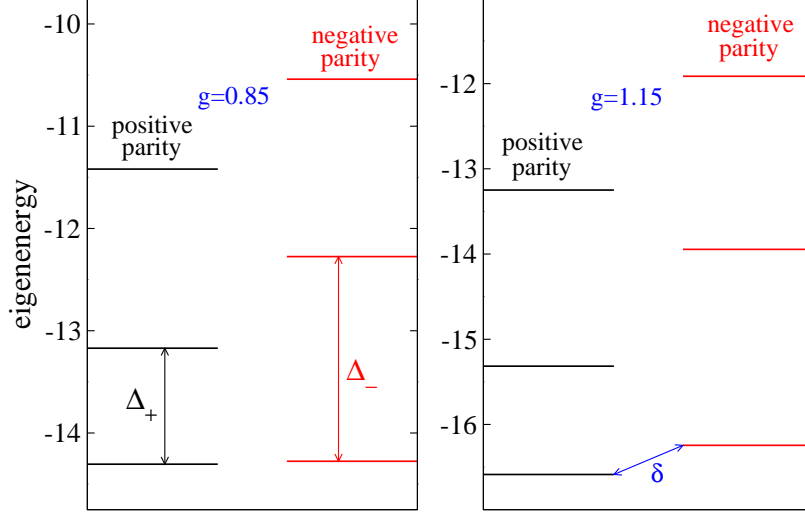 eigenenergy
-10
-11
-12
-13
-14
g=0.85
positive
parity
negative
parity
Δ₊
Δ₋
-12
-13
-14
-15
-16
g=1.15
positive
parity
negative
parity
δ